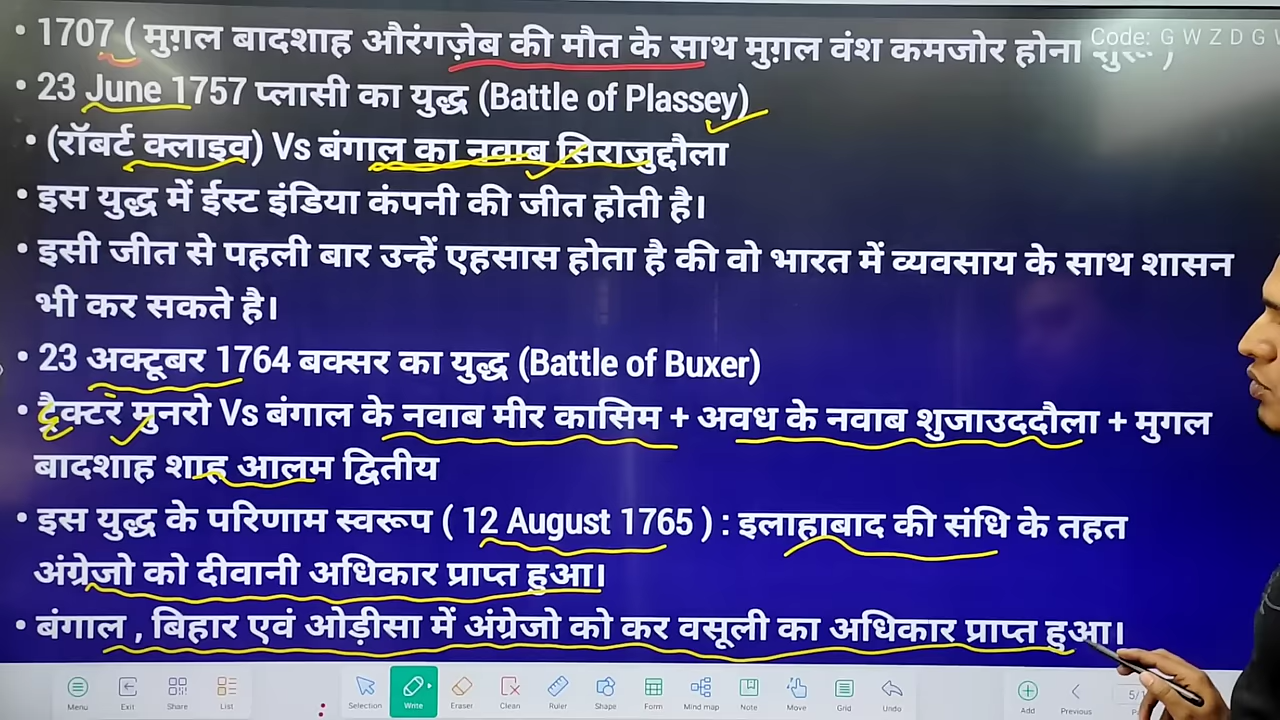 Code: G W Z D G
• 1707 ( मुग़ल बादशाह औरंगज़ेब की मौत के साथ मुग़ल वंश कमजोर होना शुरू )
• 23 June 1757 प्लासी का युद्ध (Battle of Plassey)
• (रॉबर्ट क्लाइव) Vs बंगाल का नवाब सिराजुद्दौला
• इस युद्ध में ईस्ट इंडिया कंपनी की जीत होती है।
• इसी जीत से पहली बार उन्हें एहसास होता है की वो भारत में व्यवसाय के साथ शासन
भी कर सकते है।
• 23 अक्टूबर 1764 बक्सर का युद्ध (Battle of Buxer)
• हैक्टर मुनरो Vs बंगाल के नवाब मीर कासिम + अवध के नवाब शुजाउददौला + मुगल
बादशाह शाह आलम द्वितीय
• इस युद्ध के परिणाम स्वरूप ( 12 August 1765 ) : इलाहाबाद की संधि के तहत
अंग्रेजो को दीवानी अधिकार प्राप्त हुआ।
• बंगाल , बिहार एवं ओड़ीसा में अंग्रेजो को कर वसूली का अधिकार प्राप्त हुआ।
Menu Exit Share List Selection Write Eraser Clean Ruler Shape Form Mind map Note Move Grid Undo Add Previous 5/1